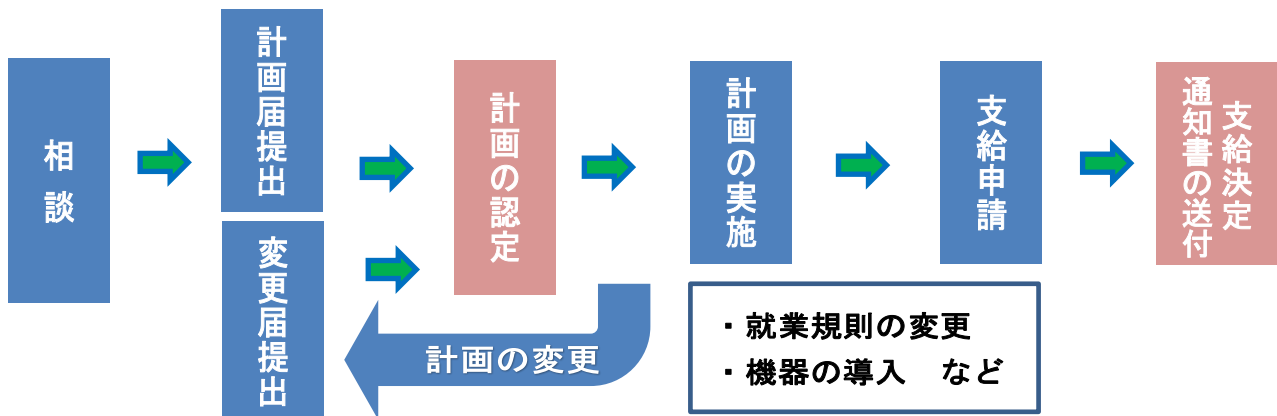 相談
計画届提出
変更届提出
計画の認定
計画の変更
計画の実施
・就業規則の変更
・機器の導入　など
支給申請
支給決定
通知書の送付